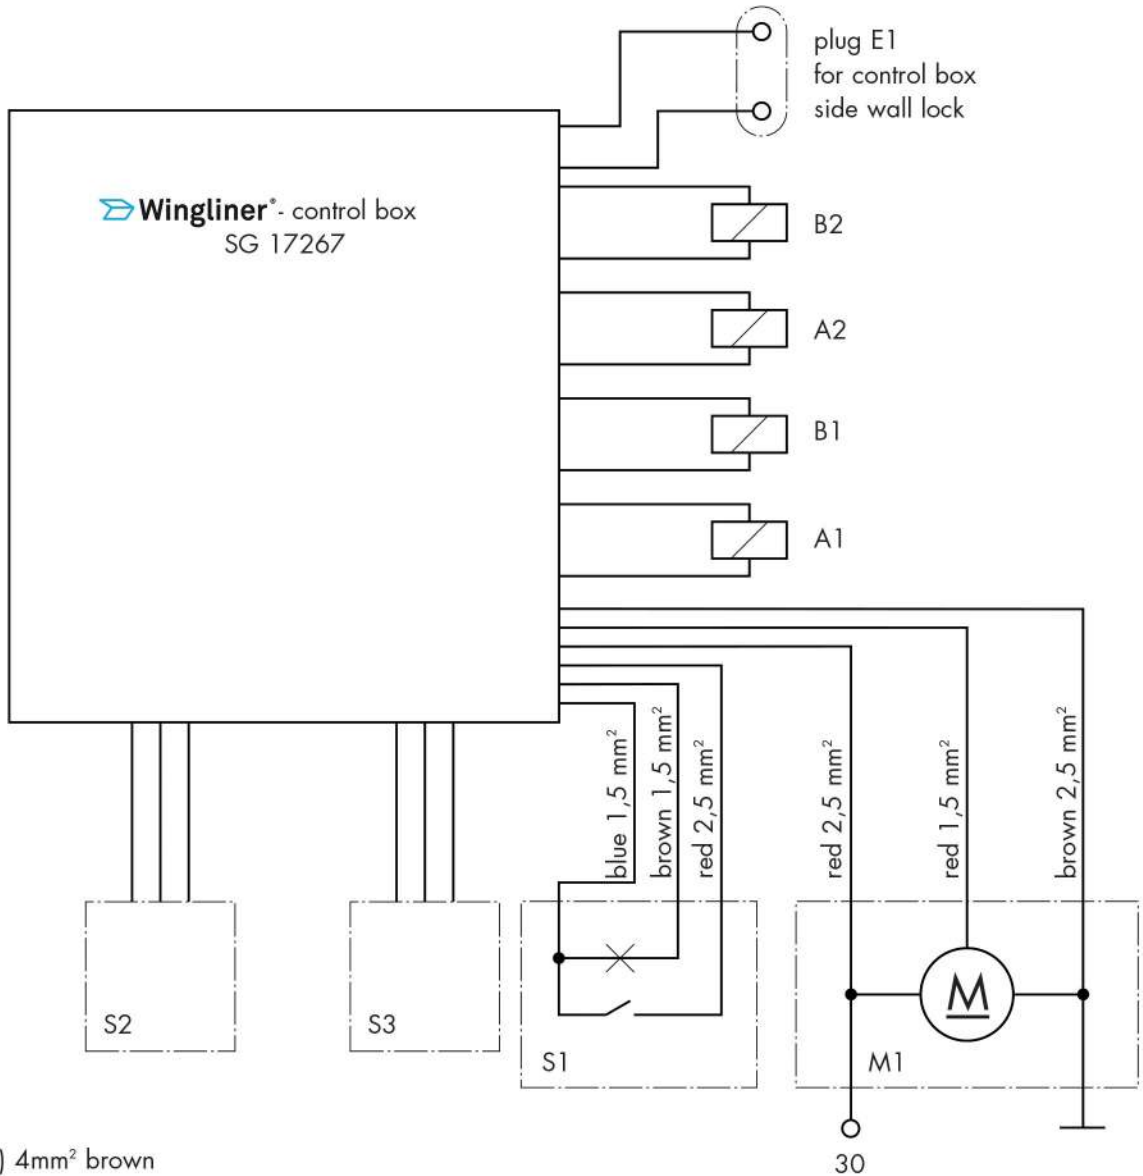 plug E1
for control box
side wall lock
Wingliner®- control box
SG 17267
B2
A2
B1
A1
blue 1,5 mm²
brown 1,5 mm²
red 2,5 mm²
red 2,5 mm²
red 1,5 mm²
brown 2,5 mm²
S2
S3
S1
M
M1
) 4mm² brown
30